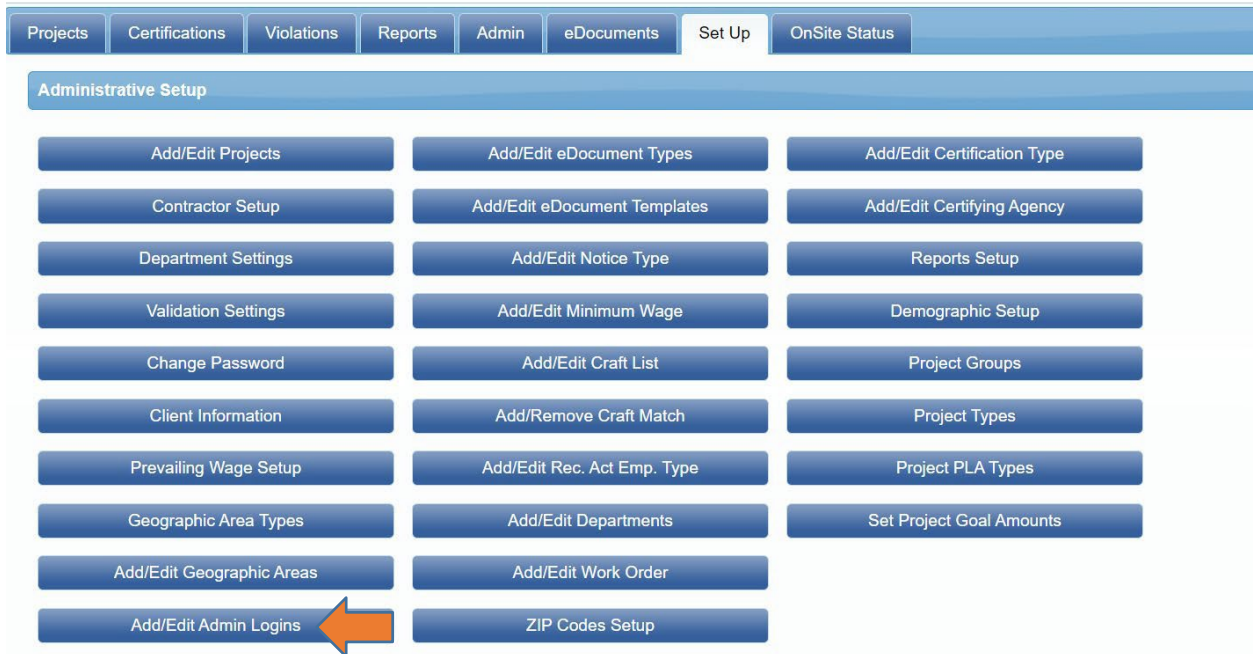 Projects Certifications Violations Reports Admin eDocuments Set Up OnSite Status
Administrative Setup
Add/Edit Projects Add/Edit eDocument Types Add/Edit Certification Type
Contractor Setup Add/Edit eDocument Templates Add/Edit Certifying Agency
Department Settings Add/Edit Notice Type Reports Setup
Validation Settings Add/Edit Minimum Wage Demographic Setup
Change Password Add/Edit Craft List Project Groups
Client Information Add/Remove Craft Match Project Types
Prevailing Wage Setup Add/Edit Rec. Act Emp. Type Project PLA Types
Geographic Area Types Add/Edit Departments Set Project Goal Amounts
Add/Edit Geographic Areas Add/Edit Work Order
Add/Edit Admin Logins ZIP Codes Setup